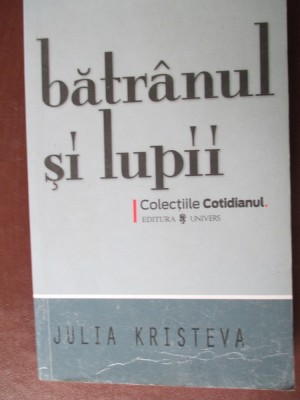 bătrânul
şi lupii
Colecţiile Cotidianul.
EDITURA UNIVERS
JULIA KRISTEVA